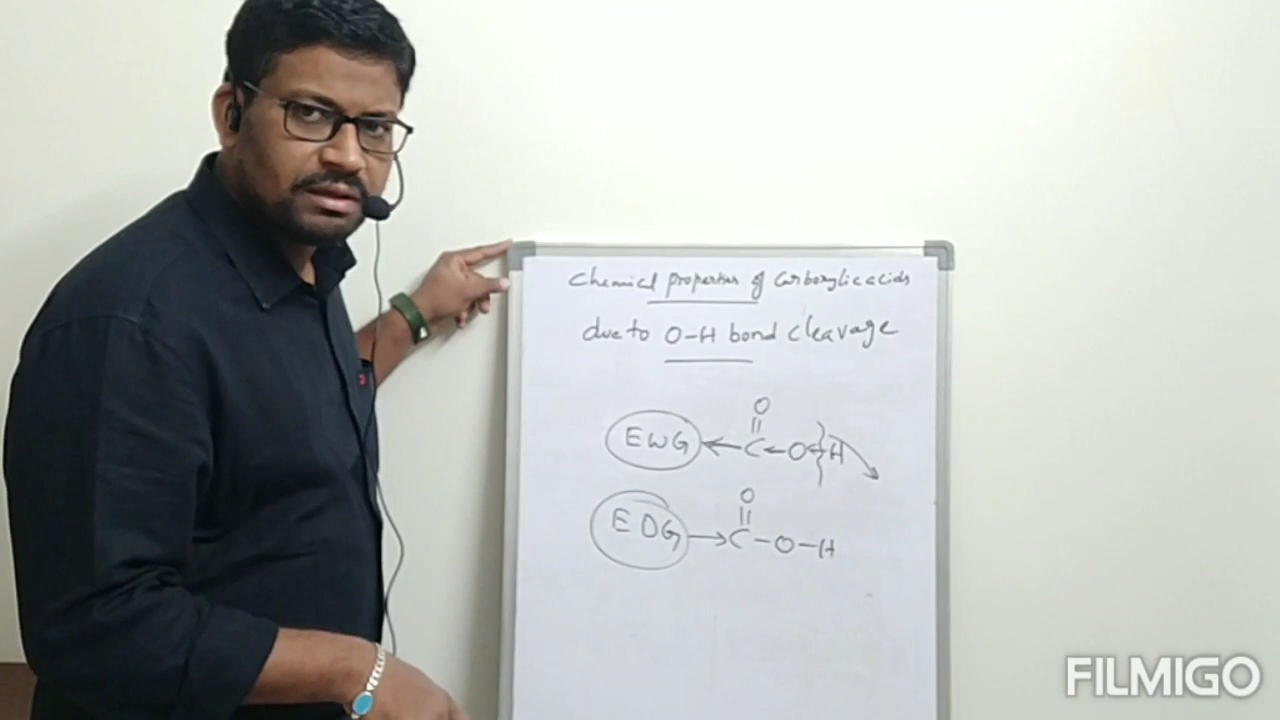 Chemical properties of Carboxylic acids
due to O-H bond cleavage
O
EWG C O H
O
EDG C-O-H
FILMIGO